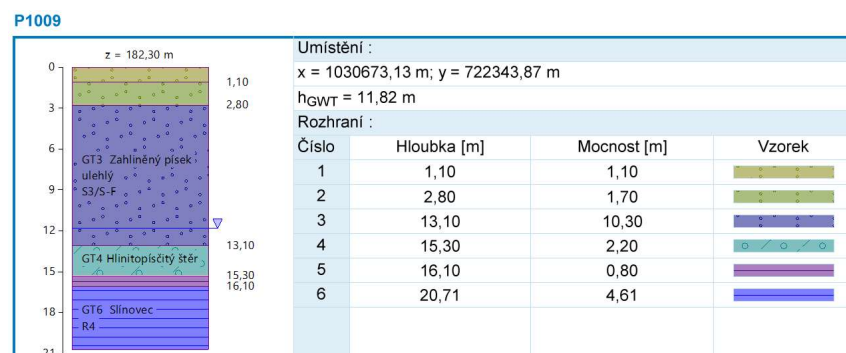 P1009
z = 182,30 m
0
3
6
9
12
15
18
21
1,10
2,80
13,10
15,30
16,10
GT3 Zahliněný písek
ulehlý
S3/S-F
GT4 Hlinitopísčitý štěr
GT6 Slínovec
R4
Umístění :
x = 1030673,13 m; y = 722343,87 m
hGWT = 11,82 m
Rozhraní :
Číslo Hloubka [m] Mocnost [m] Vzorek
1 1,10 1,10
2 2,80 1,70
3 13,10 10,30
4 15,30 2,20
5 16,10 0,80
6 20,71 4,61